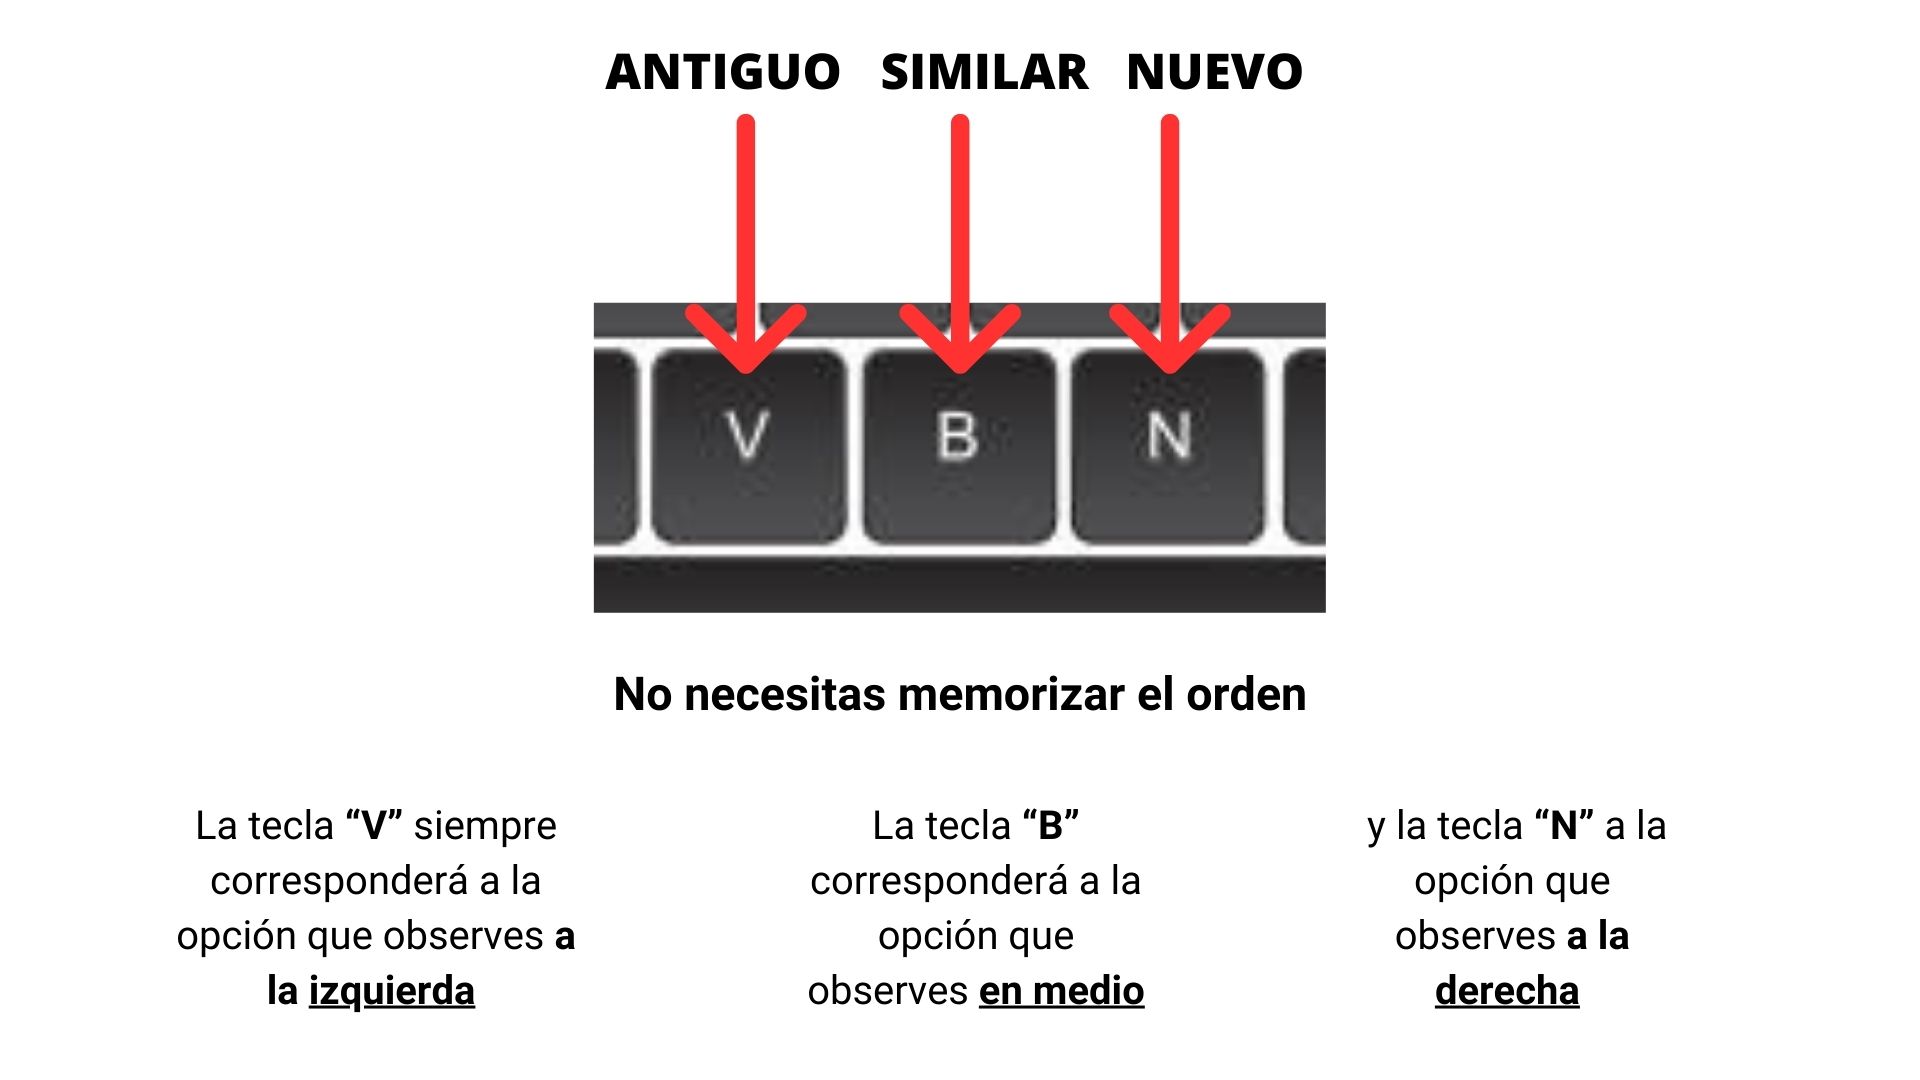 ANTIGUO SIMILAR NUEVO
V B N
No necesitas memorizar el orden
La tecla “V” siempre
corresponderá a la
opción que observes a
la izquierda
La tecla “B”
corresponderá a la
opción que
observes en medio
y la tecla “N” a la
opción que
observes a la
derecha